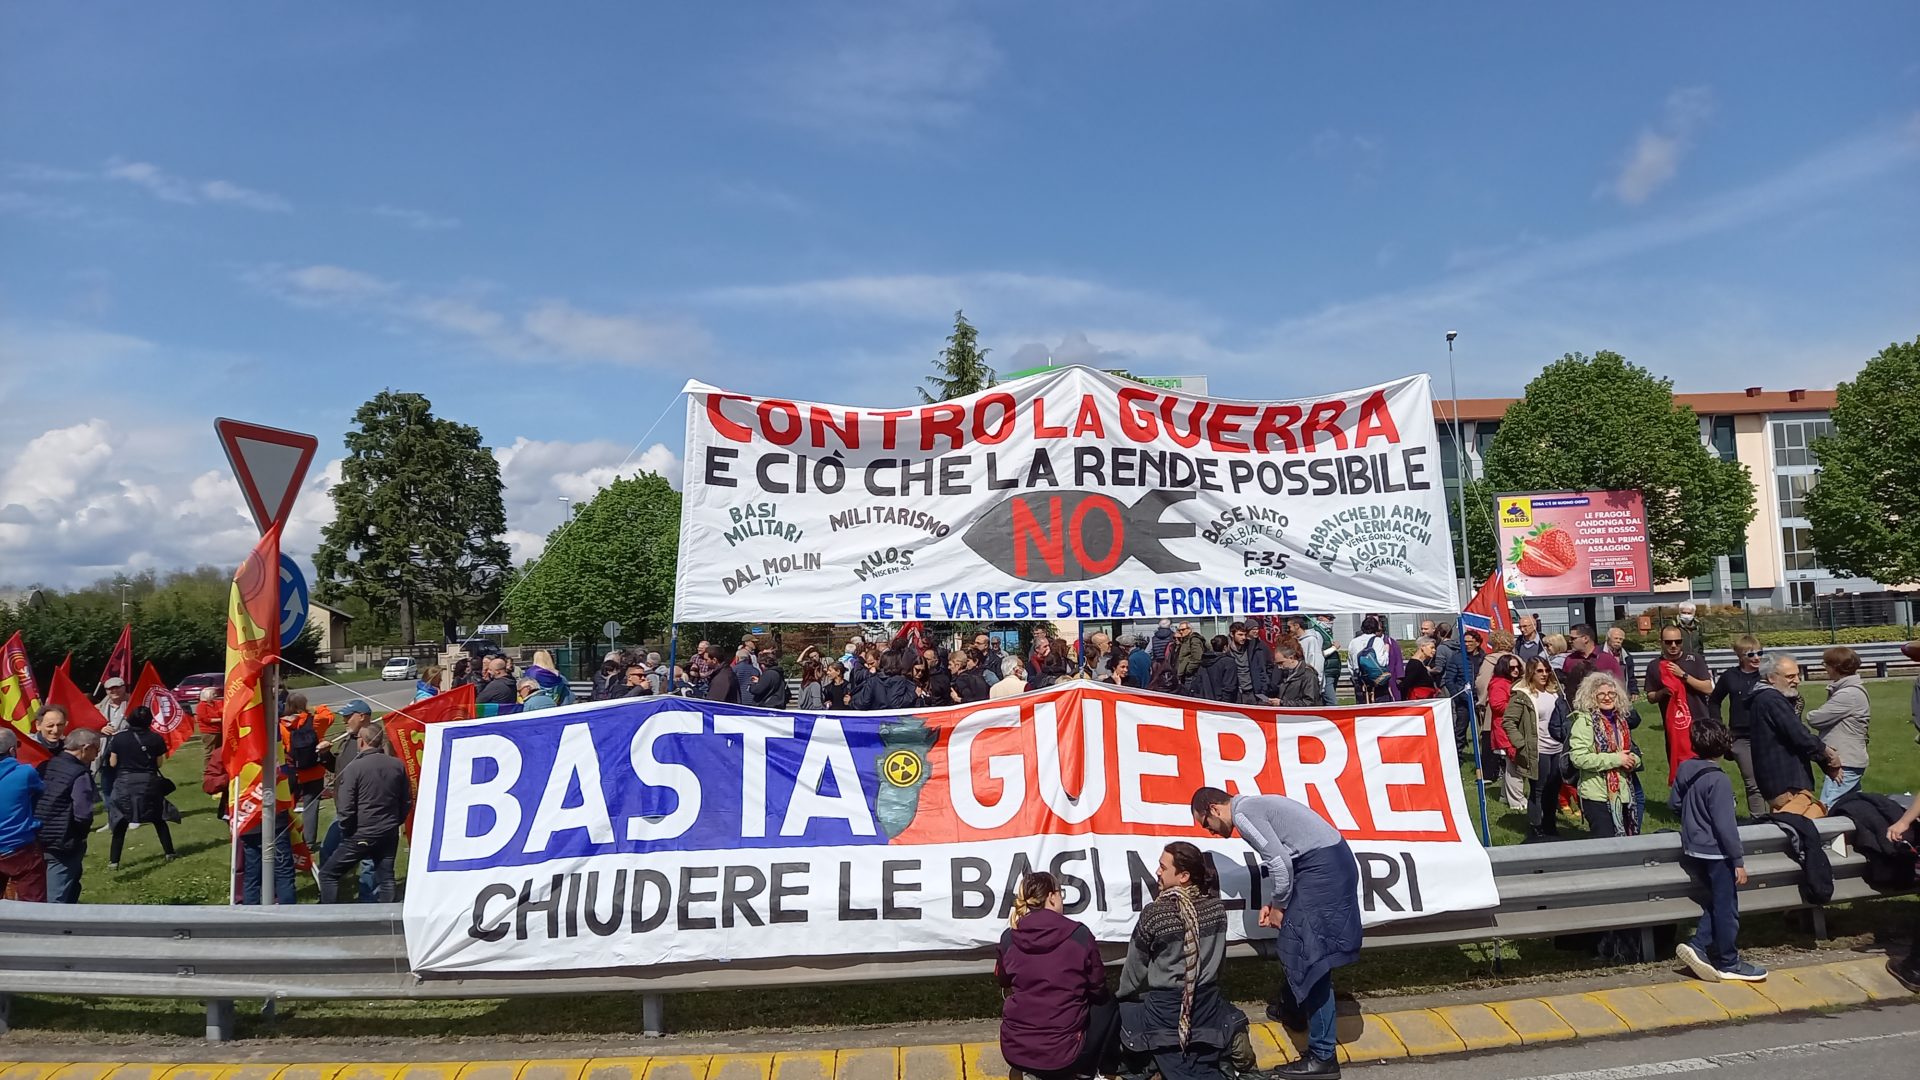 CONTRO LA GUERRA
E CIÒ CHE LA RENDE POSSIBILE
BASI
MILITARI
MILITARISMO
NO
BASE NATO
SOLBIATE O.
-VA-
FABBRICHE DI ARMI
ALENIA AERMACCHI
VENEGONO-VA-
AGUSTA
SAMARATE-VA-
DAL MOLIN
-VI-
M.U.O.S.
NISCEMI-CL-
F-35
CAMERI-NO-
RETE VARESE SENZA FRONTIERE
TIGROS
LE FRAGOLE
CANDONGA DAL
CUORE ROSSO.
AMORE AL PRIMO
ASSAGGIO.
2,99
BASTA GUERRE
CHIUDERE LE BASI M LIT RI